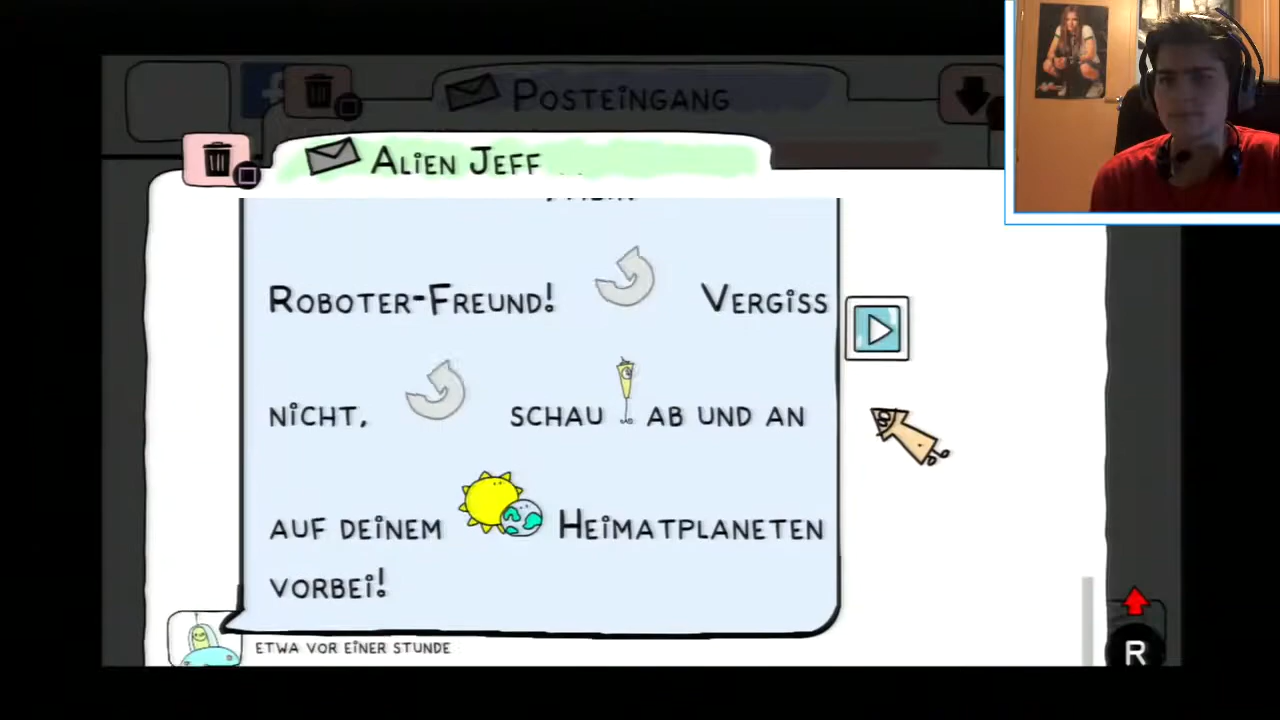 Posteingang
Alien Jeff
Roboter-Freund! Vergiss
nicht, schau ab und an
auf deinem Heimatplaneten
vorbei!
etwa vor einer Stunde
R